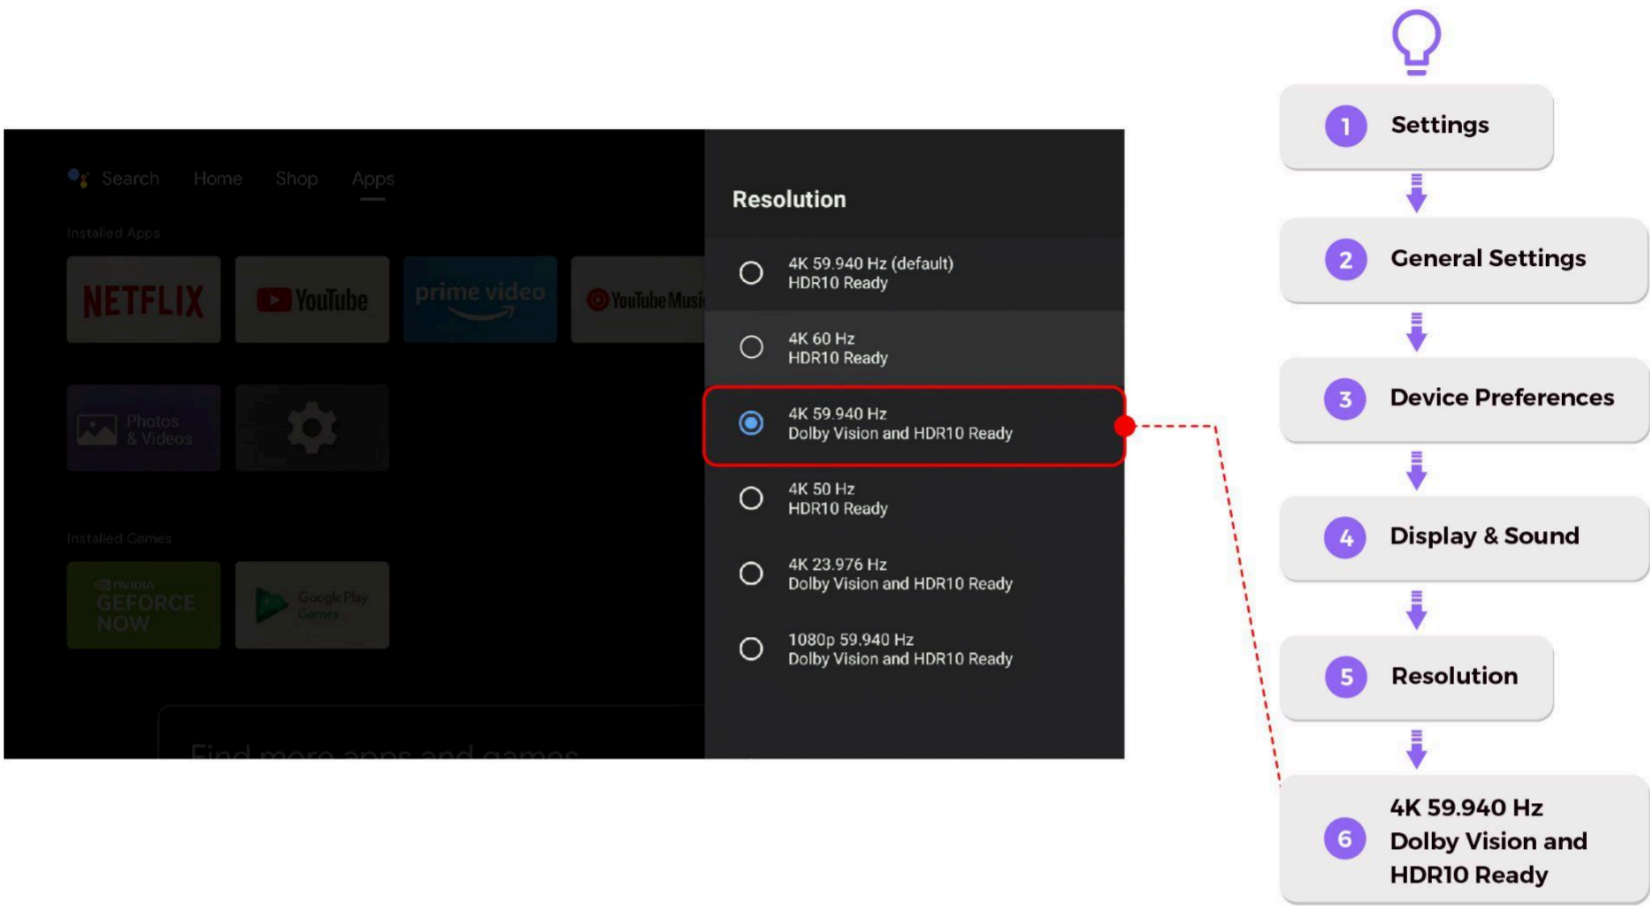 Search Home Shop Apps
Installed Apps
NETFLIX
YouTube
prime video
YouTube Musi
Photos
& Videos
Installed Games
NVIDIA
GEFORCE
NOW
Google Play
Games
Find more apps and games
Resolution
4K 59.940 Hz (default)
HDR10 Ready
4K 60 Hz
HDR10 Ready
4K 59.940 Hz
Dolby Vision and HDR10 Ready
4K 50 Hz
HDR10 Ready
4K 23.976 Hz
Dolby Vision and HDR10 Ready
1080p 59.940 Hz
Dolby Vision and HDR10 Ready
1 Settings
2 General Settings
3 Device Preferences
4 Display & Sound
5 Resolution
6 4K 59.940 Hz
Dolby Vision and
HDR10 Ready